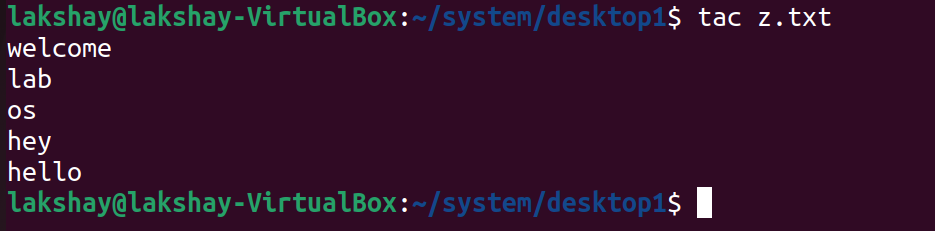 lakshay@lakshay-VirtualBox:~/system/desktop1$ tac z.txt
welcome
lab
os
hey
hello
lakshay@lakshay-VirtualBox:~/system/desktop1$